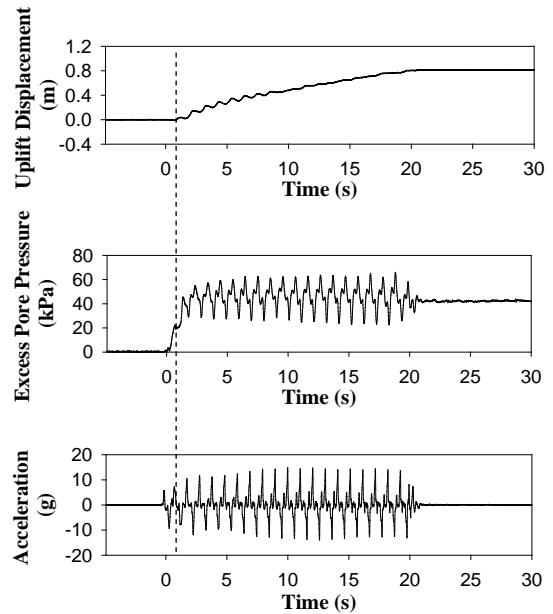 Uplift Displacement
(m)
1.2
0.8
0.4
0.0
-0.4
0 5 10 15 20 25 30
Time (s)
Excess Pore Pressure
(kPa)
80
60
40
20
0
0 5 10 15 20 25 30
Time (s)
Acceleration
(g)
20
10
0
-10
-20
0 5 10 15 20 25 30
Time (s)